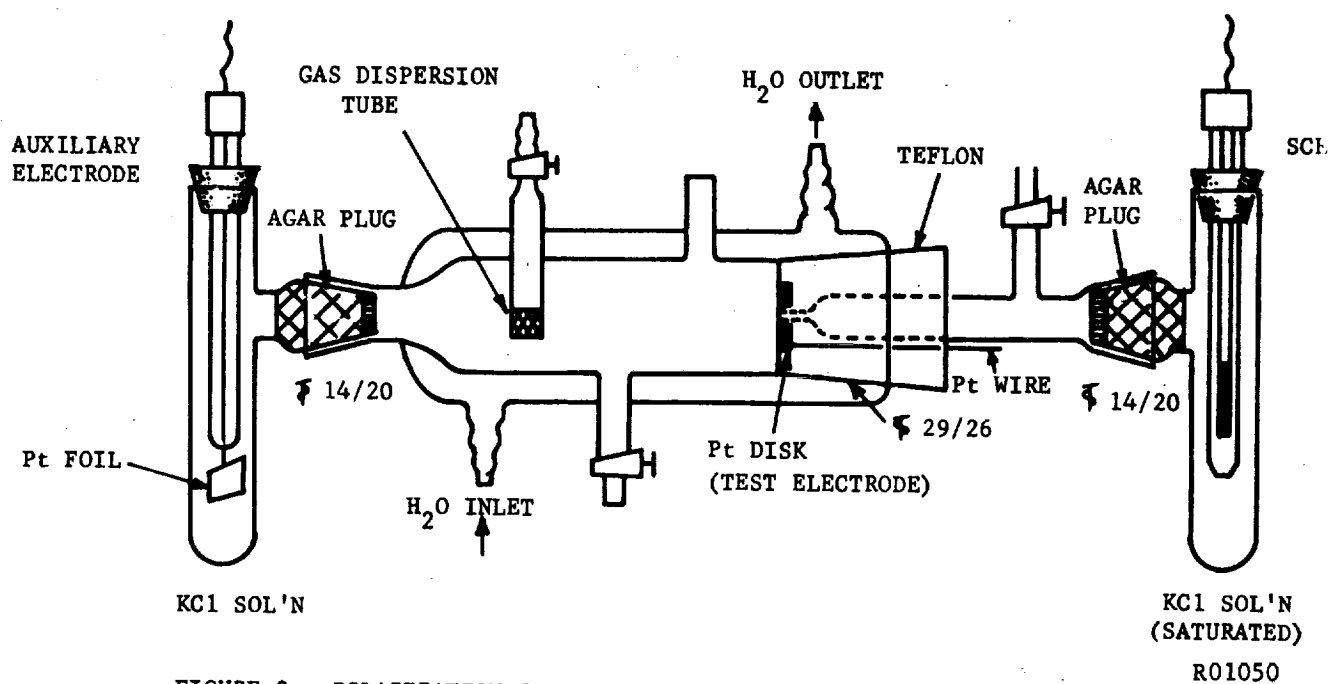 GAS DISPERSION
TUBE
H2O OUTLET
AUXILIARY
ELECTRODE
TEFLON
AGAR PLUG
AGAR
PLUG
14/20
Pt WIRE
14/20
29/26
Pt FOIL
Pt DISK
(TEST ELECTRODE)
H2O INLET
KCl SOL'N
KCl SOL'N
(SATURATED)
R01050